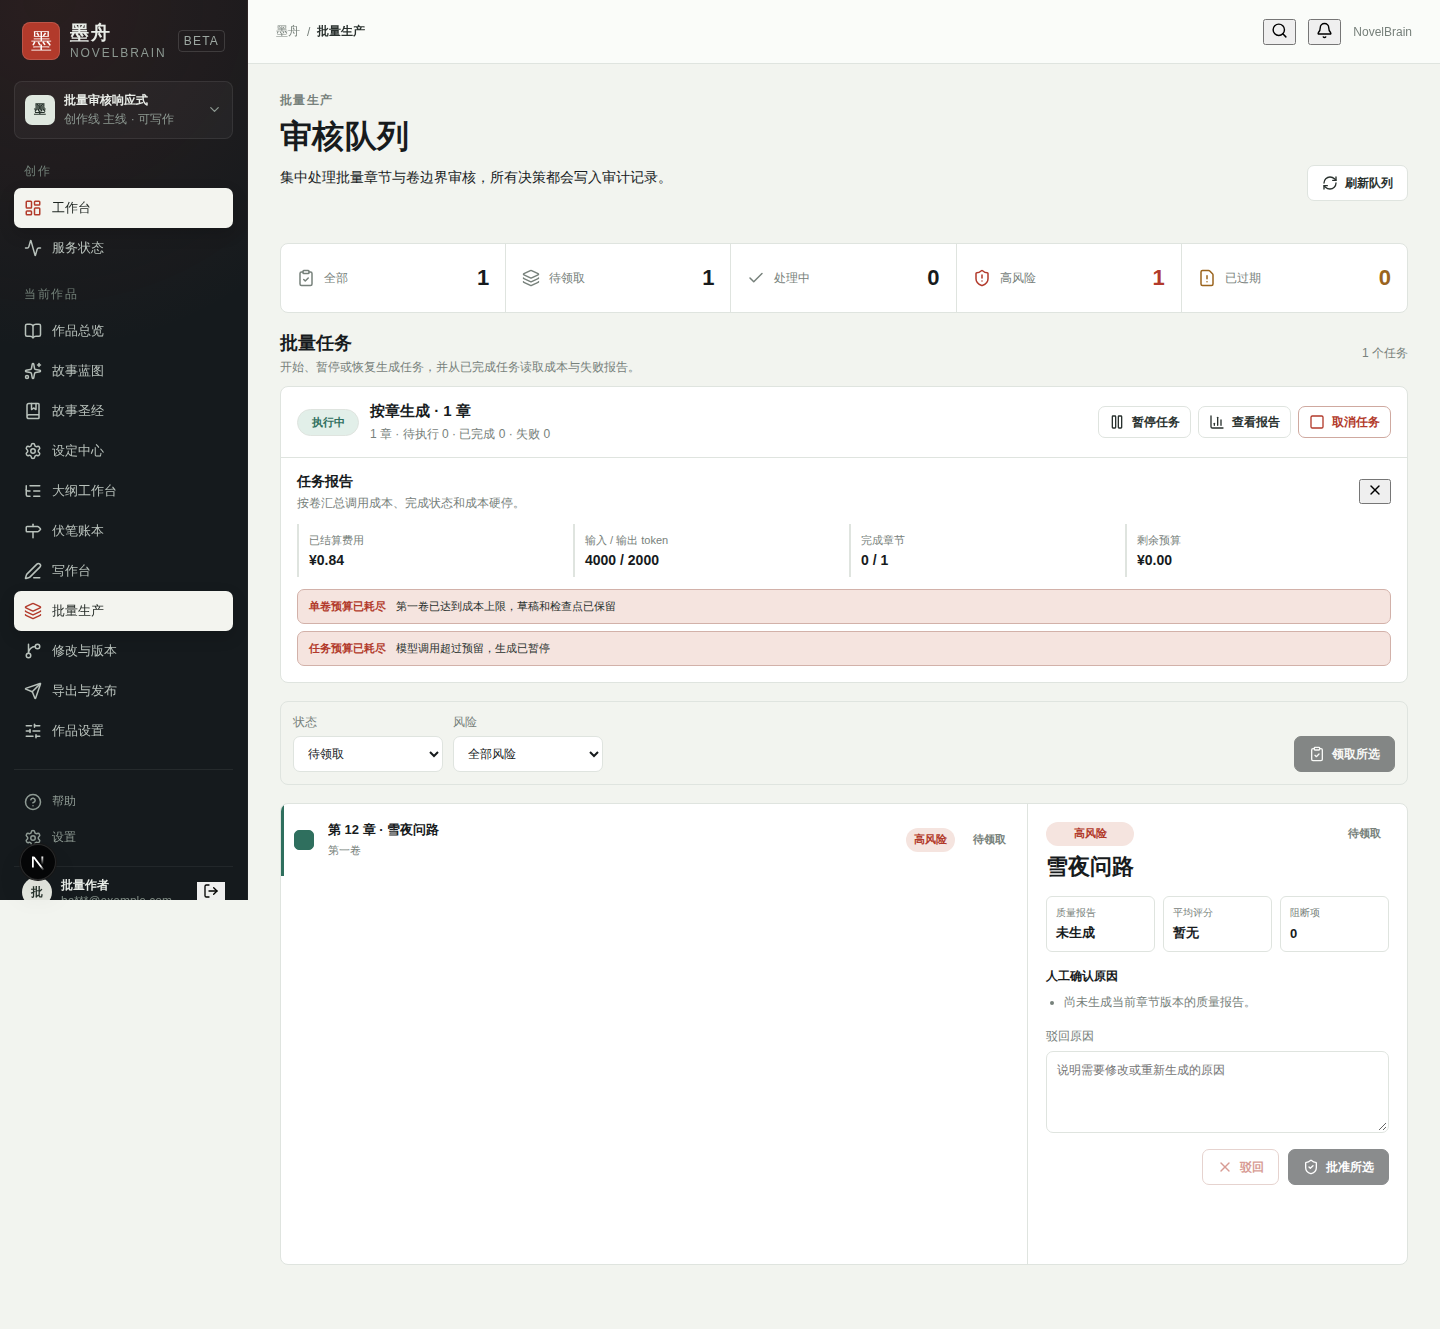 墨 墨舟
NOVELBRAIN
BETA
墨 批量审核响应式
创作线 主线 · 可写作
创作
工作台
服务状态
当前作品
作品总览
故事蓝图
故事圣经
设定中心
大纲工作台
伏笔账本
写作台
批量生产
修改与版本
导出与发布
作品设置
帮助
设置
N
批 批量作者
墨舟 / 批量生产
NovelBrain
批量生产
审核队列
集中处理批量章节与卷边界审核，所有决策都会写入审计记录。
刷新队列
全部 1
待领取 1
处理中 0
高风险 1
已过期 0
批量任务
开始、暂停或恢复生成任务，并从已完成任务读取成本与失败报告。
1 个任务
执行中
按章生成 · 1 章
1 章 · 待执行 0 · 已完成 0 · 失败 0
暂停任务
查看报告
取消任务
任务报告
按卷汇总调用成本、完成状态和成本硬停。
已结算费用
¥0.84
输入 / 输出 token
4000 / 2000
完成章节
0 / 1
剩余预算
¥0.00
单卷预算已耗尽 第一卷已达到成本上限，草稿和检查点已保留
任务预算已耗尽 模型调用超过预留，生成已暂停
状态
待领取
风险
全部风险
领取所选
第 12 章 · 雪夜问路
第一卷
高风险
待领取
高风险
待领取
雪夜问路
质量报告
未生成
平均评分
暂无
阻断项
0
人工确认原因
尚未生成当前章节版本的质量报告。
驳回原因
说明需要修改或重新生成的原因
驳回
批准所选